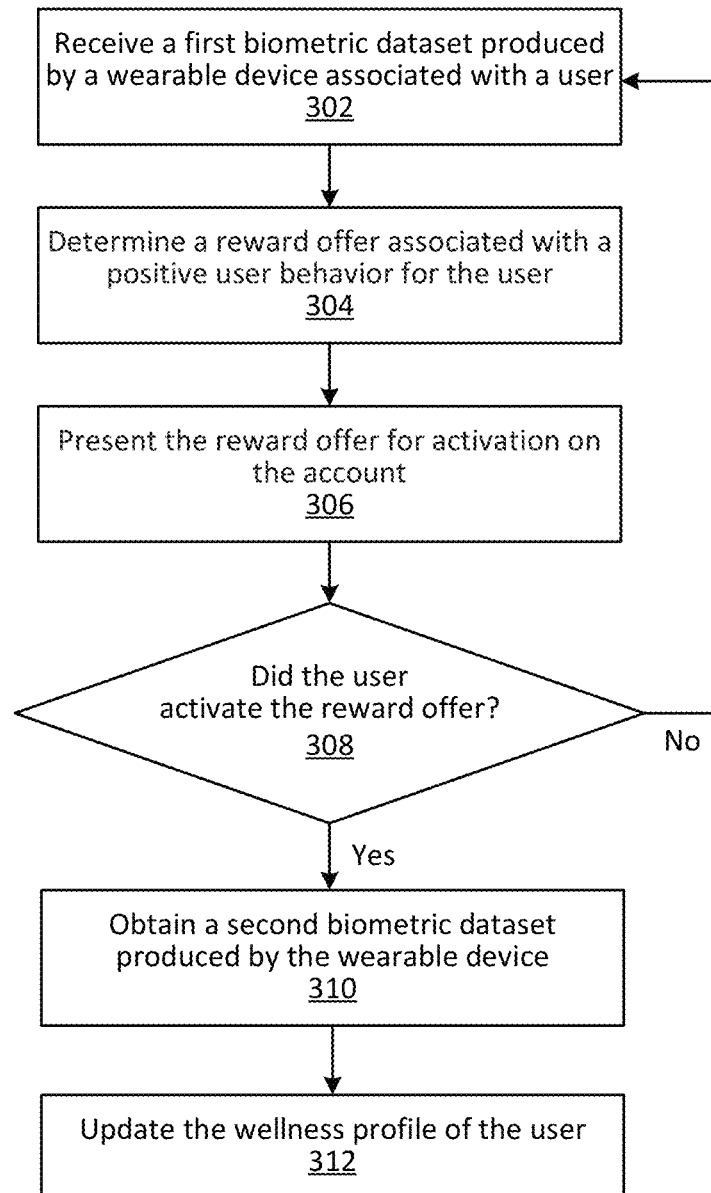 Receive a first biometric dataset produced
by a wearable device associated with a user
302
Determine a reward offer associated with a
positive user behavior for the user
304
Present the reward offer for activation on
the account
306
Did the user
activate the reward offer?
308
No
Yes
Obtain a second biometric dataset
produced by the wearable device
310
Update the wellness profile of the user
312